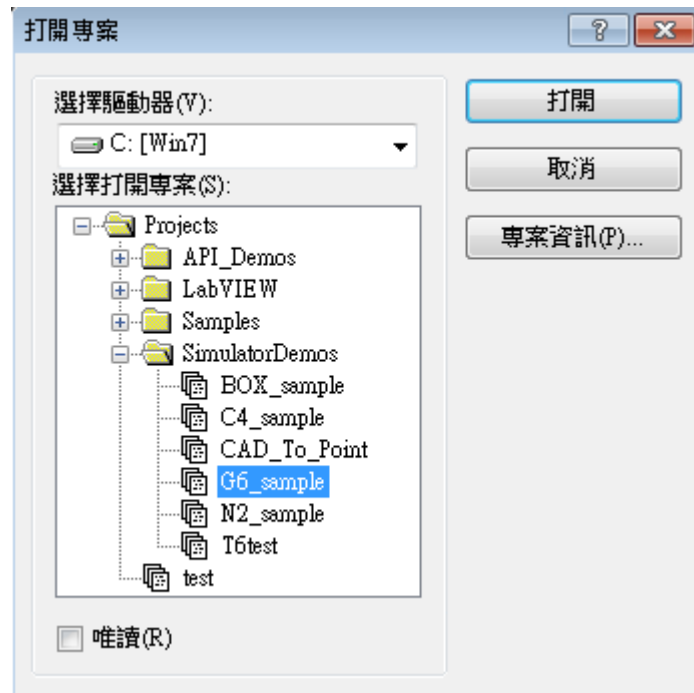 打開專案
選擇驅動器(V):
C: [Win7]
選擇打開專案(S):
Projects
API_Demos
LabVIEW
Samples
SimulatorDemos
BOX_sample
C4_sample
CAD_To_Point
G6_sample
N2_sample
T6test
test
唯讀(R)
打開
取消
專案資訊(P)...